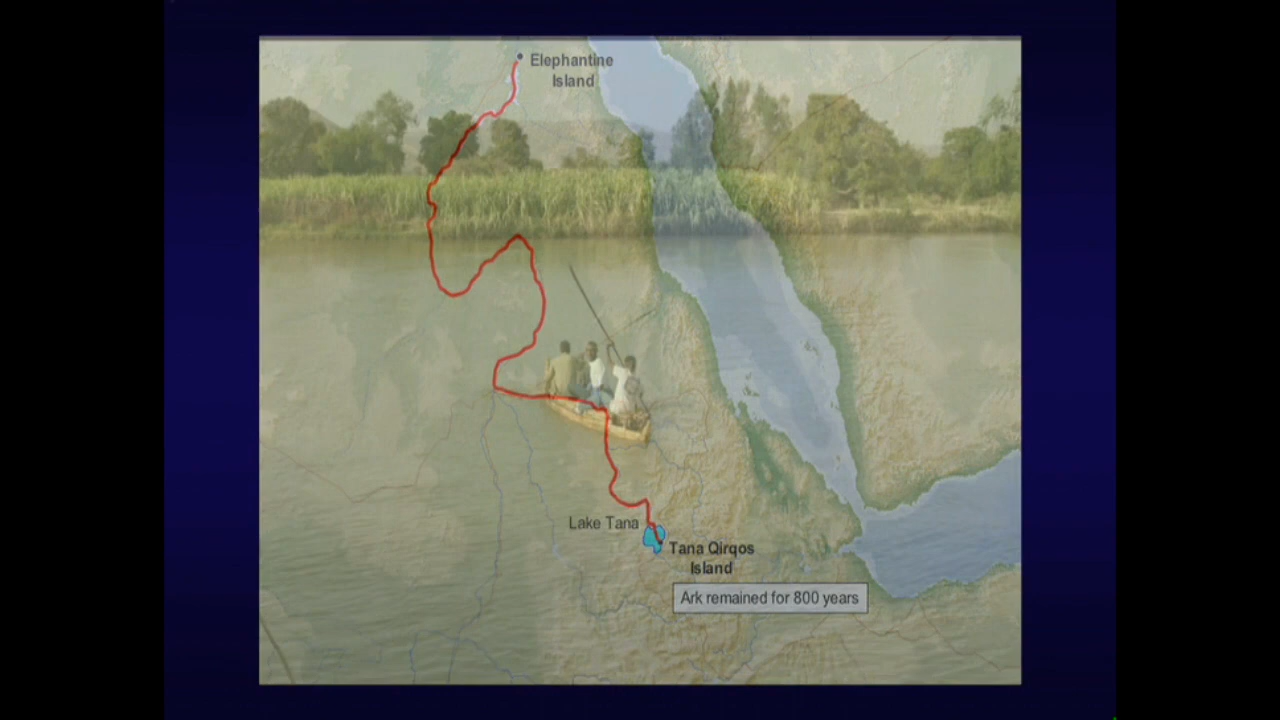 Elephantine
Island
Lake Tana
Tana Qirqos
Island
Ark remained for 800 years